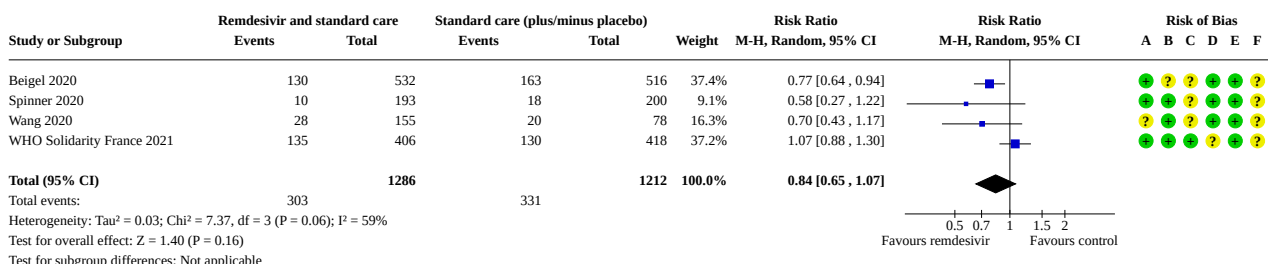 Remdesivir and standard care Standard care (plus/minus placebo) Risk Ratio Risk Ratio Risk of Bias
Study or Subgroup Events Total Events Total Weight M-H, Random, 95% CI M-H, Random, 95% CI A B C D E F
Beigel 2020 130 532 163 516 37.4% 0.77 [0.64 , 0.94] + ? ? + + ?
Spinner 2020 10 193 18 200 9.1% 0.58 [0.27 , 1.22] + + ? + + ?
Wang 2020 28 155 20 78 16.3% 0.70 [0.43 , 1.17] ? + ? + + ?
WHO Solidarity France 2021 135 406 130 418 37.2% 1.07 [0.88 , 1.30] + + + ? + ?
Total (95% CI) 1286 1212 100.0% 0.84 [0.65 , 1.07]
Total events: 303 331
Heterogeneity: Tau² = 0.03; Chi² = 7.37, df = 3 (P = 0.06); I² = 59%
0.5 0.7 1 1.5 2
Test for overall effect: Z = 1.40 (P = 0.16) Favours remdesivir Favours control
Test for subgroup differences: Not applicable